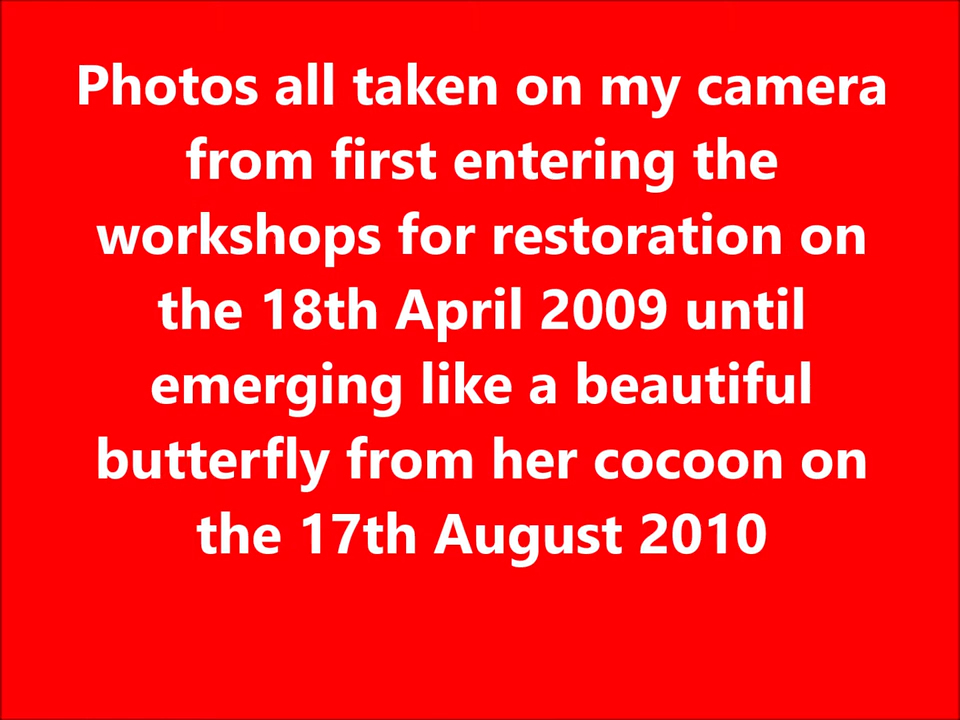 Photos all taken on my camera
from first entering the
workshops for restoration on
the 18th April 2009 until
emerging like a beautiful
butterfly from her cocoon on
the 17th August 2010